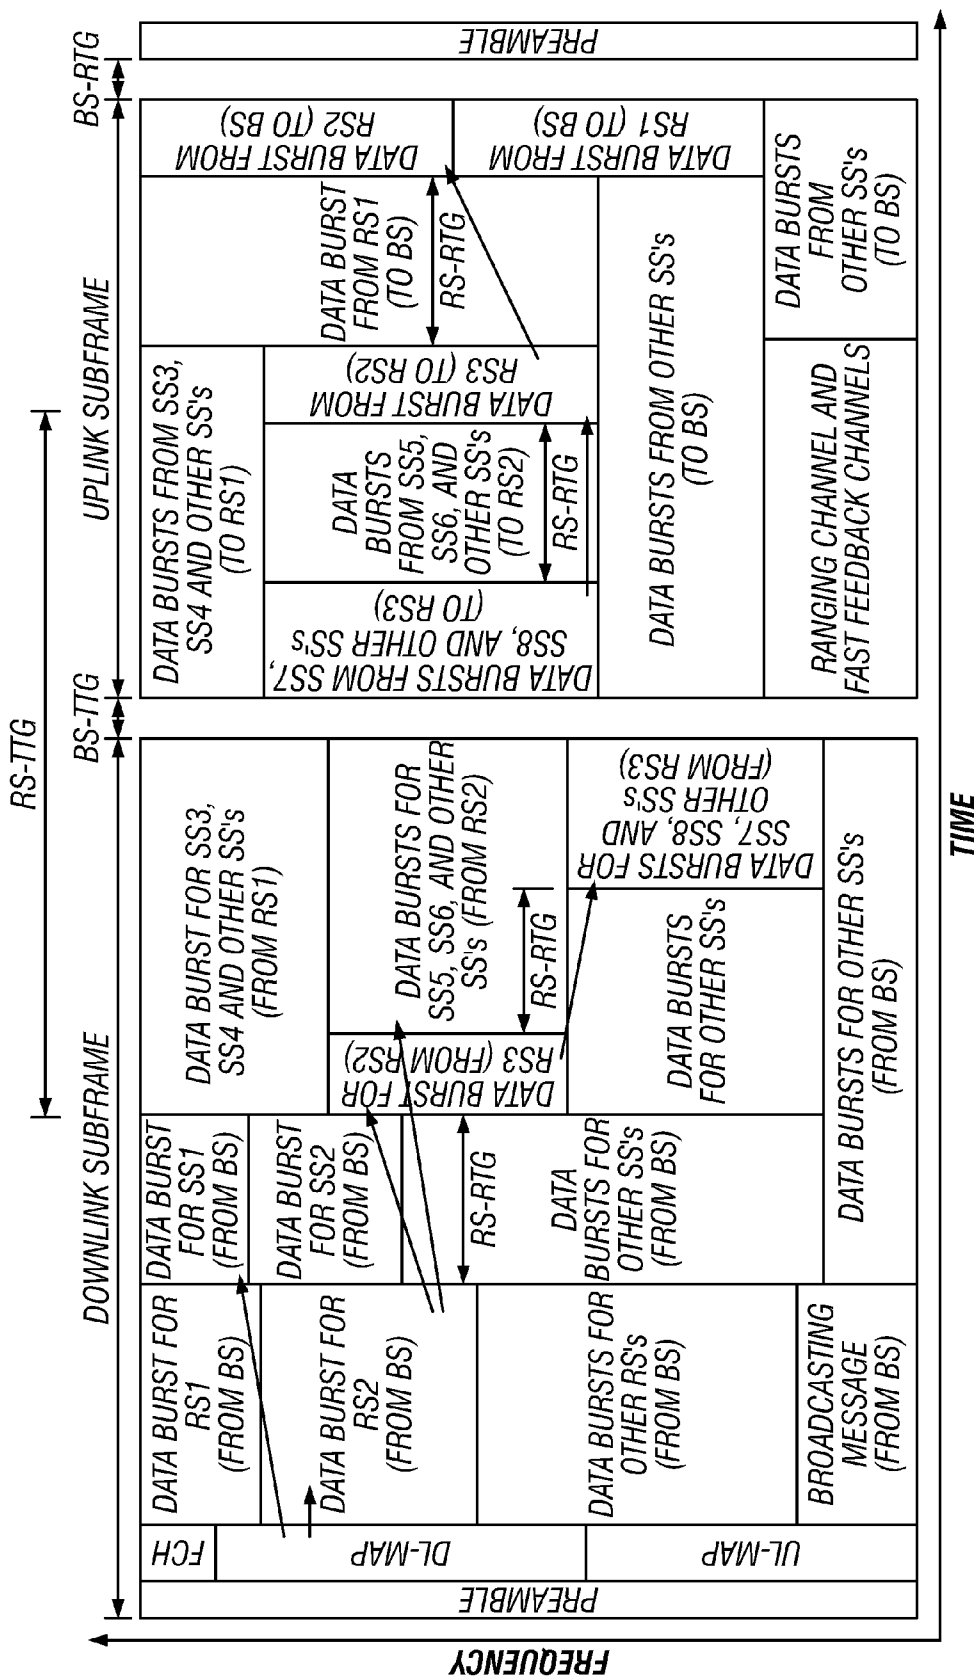 RS-TTG
DOWNLINK SUBFRAME
BS-TTG
UPLINK SUBFRAME
BS-RTG
FREQUENCY
PREAMBLE
FCH
DL-MAP
UL-MAP
DATA BURST FOR
RS1
(FROM BS)
DATA BURST FOR
RS2
(FROM BS)
DATA BURSTS FOR
OTHER RS's
(FROM BS)
BROADCASTING
MESSAGE
(FROM BS)
DATA BURST
FOR SS1
(FROM BS)
DATA BURST
FOR SS2
(FROM BS)
RS-RTG
DATA
BURSTS FOR
OTHER SS's
(FROM BS)
DATA BURST FOR SS3,
SS4 AND OTHER SS's
(FROM RS1)
DATA BURST FOR
RS3 (FROM RS2)
DATA BURSTS FOR
SS5, SS6, AND OTHER
SS's (FROM RS2)
RS-RTG
DATA BURSTS
FOR OTHER SS's
DATA BURSTS FOR
SS7, SS8, AND
OTHER SS's
(FROM RS3)
DATA BURSTS FOR OTHER SS's
(FROM BS)
DATA BURSTS FROM SS3,
SS4 AND OTHER SS's
(TO RS1)
DATA BURSTS FROM SS7,
SS8, AND OTHER SS's
(TO RS3)
DATA
BURSTS
FROM SS5,
SS6, AND
OTHER SS's
(TO RS2)
RS-RTG
DATA BURST FROM
RS3 (TO RS2)
DATA BURST
FROM RS1
(TO BS)
RS-RTG
DATA BURST FROM
RS2 (TO BS)
DATA BURST FROM
RS1 (TO BS)
DATA BURSTS FROM OTHER SS's
(TO BS)
RANGING CHANNEL AND
FAST FEEDBACK CHANNELS
DATA BURSTS
FROM
OTHER SS's
(TO BS)
PREAMBLE
TIME